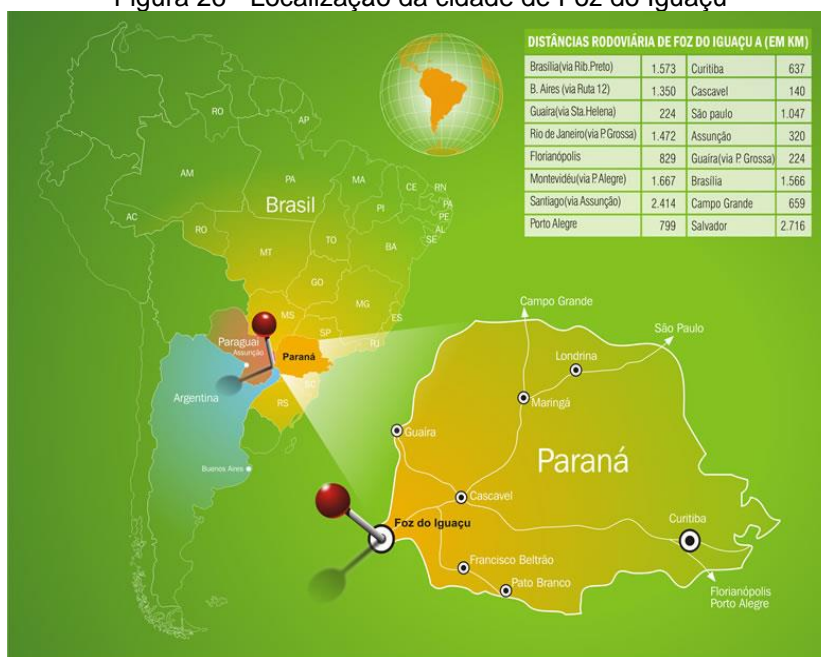 Figura 26 - Localização da cidade de Foz do Iguaçu
DISTÂNCIAS RODOVIÁRIA DE FOZ DO IGUAÇU A (EM KM)
Brasília(via Rib.Preto) 1.573 Curitiba 637
B. Aires (via Ruta 12) 1.350 Cascavel 140
Guaíra(via Sta.Helena) 224 São paulo 1.047
Rio de Janeiro(via P.Grossa) 1.472 Assunção 320
Florianópolis 829 Guaíra(via P. Grossa) 224
Montevidéu(via P.Alegre) 1.667 Brasília 1.566
Santiago(via Assunção) 2.414 Campo Grande 659
Porto Alegre 799 Salvador 2.716
RO
AP
AM
PA
MA
CE
RN
Brasil
PI
PA
PE
AL
SE
AC
RO
TO
BA
MT
GO
MG
ES
MS
SP
RJ
Paraguai
Assunção
Paraná
SC
Argentina
RS
Buenos Aires
Campo Grande
São Paulo
Londrina
Maringá
Guaíra
Paraná
Cascavel
Foz do Iguaçu
Curitiba
Francisco Beltrão
Pato Branco
Florianópolis
Porto Alegre